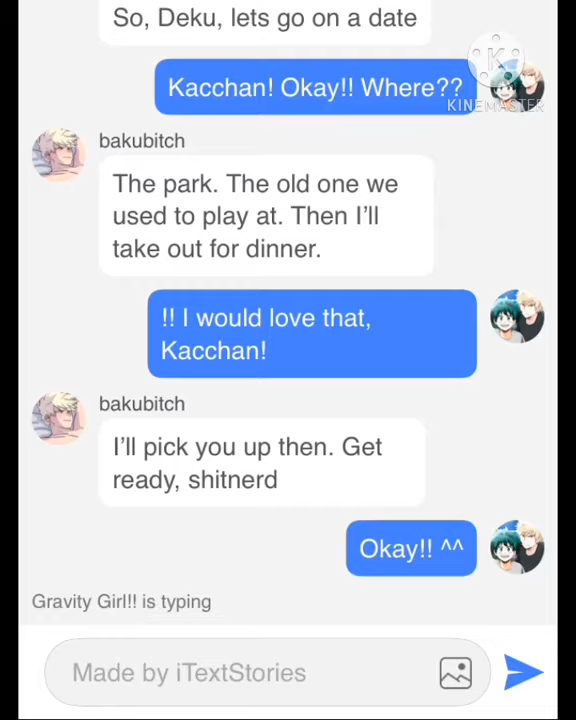 So, Deku, lets go on a date
Kacchan! Okay!! Where??
K
KINEMASTER
bakubitch
The park. The old one we
used to play at. Then I’ll
take out for dinner.
!! I would love that,
Kacchan!
bakubitch
I’ll pick you up then. Get
ready, shitnerd
Okay!! ^^
Gravity Girl!! is typing
Made by iTextStories